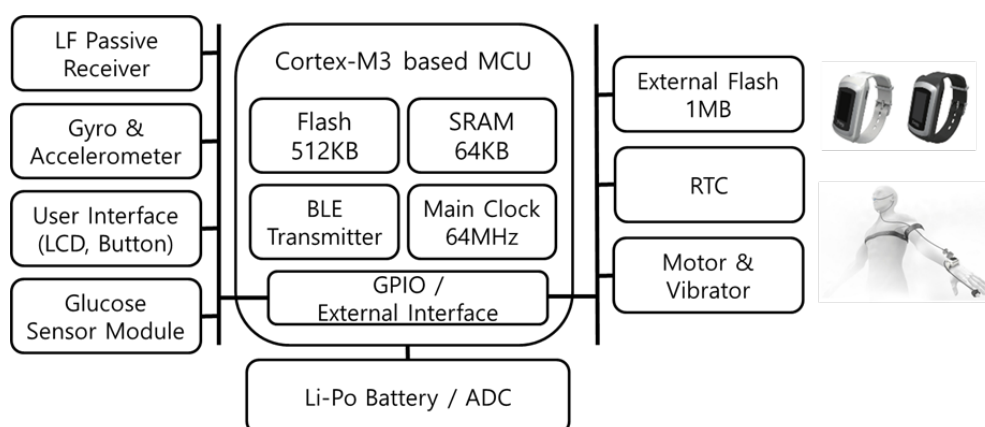 LF Passive
Receiver
Gyro &
Accelerometer
User Interface
(LCD, Button)
Glucose
Sensor Module
Cortex-M3 based MCU
Flash
512KB
SRAM
64KB
BLE
Transmitter
Main Clock
64MHz
GPIO /
External Interface
Li-Po Battery / ADC
External Flash
1MB
RTC
Motor &
Vibrator